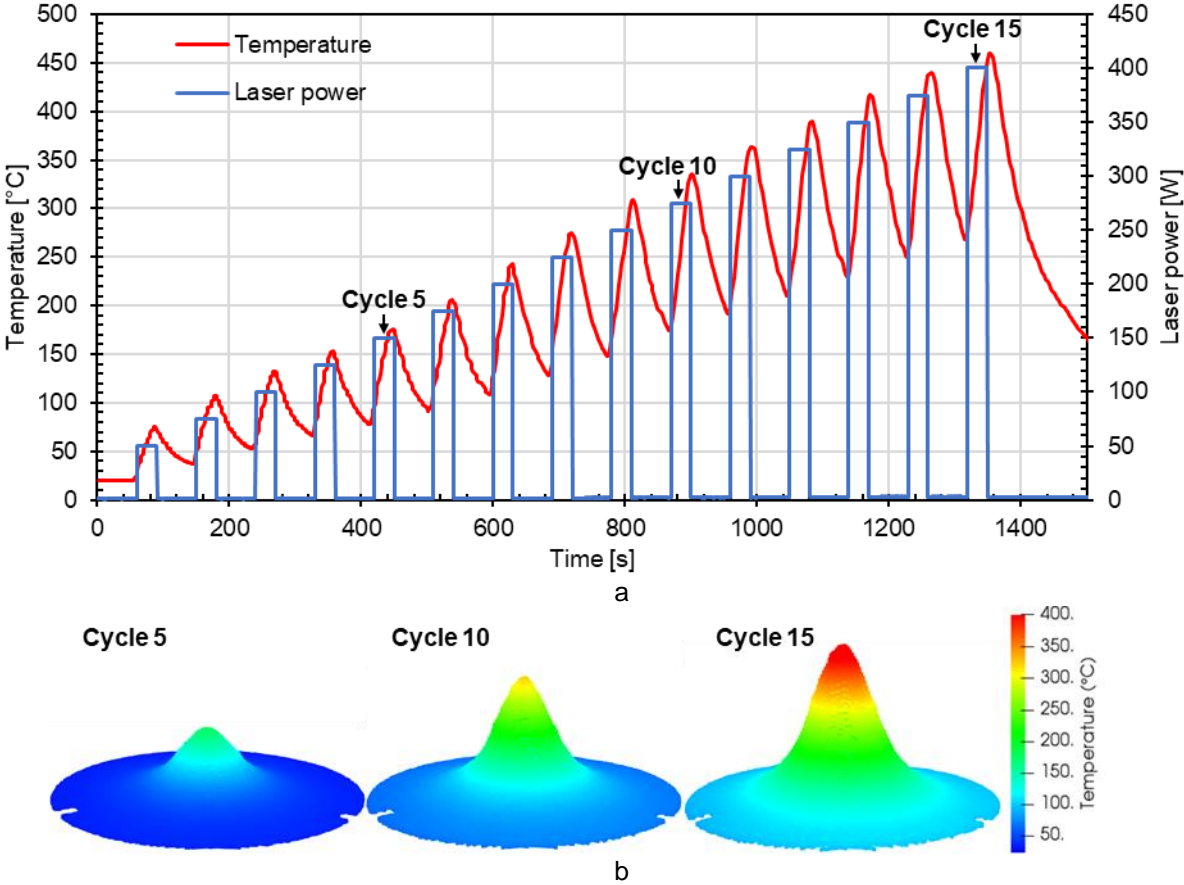 500
450
400
350
300
250
200
150
100
50
0
Temperature [°C]
Temperature
Laser power
Cycle 5
Cycle 10
Cycle 15
450
400
350
300
250
200
150
100
50
0
Laser power [W]
0 200 400 600 800 1000 1200 1400
Time [s]
a
Cycle 5 Cycle 10 Cycle 15
400.
350.
300.
250.
200.
150.
100.
50.
Temperature (°C)
b